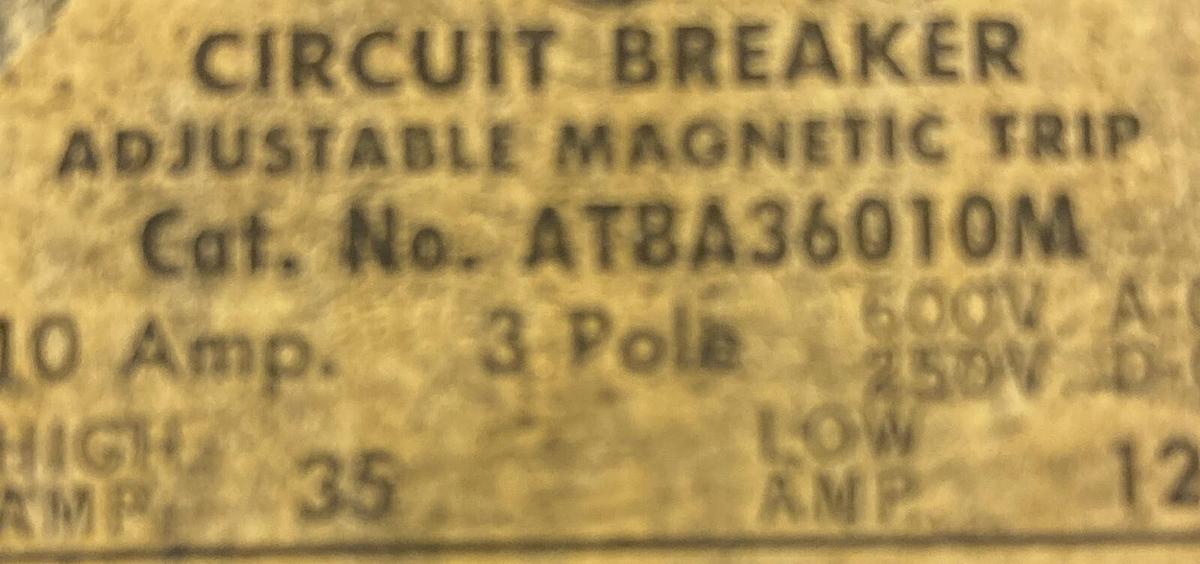 CIRCUIT BREAKER
ADJUSTABLE MAGNETIC TRIP
Cat. No. ATBA36010M
10 Amp. 3 Pole 600V A-
250V D-
HIGH AMP. 35 LOW AMP. 12